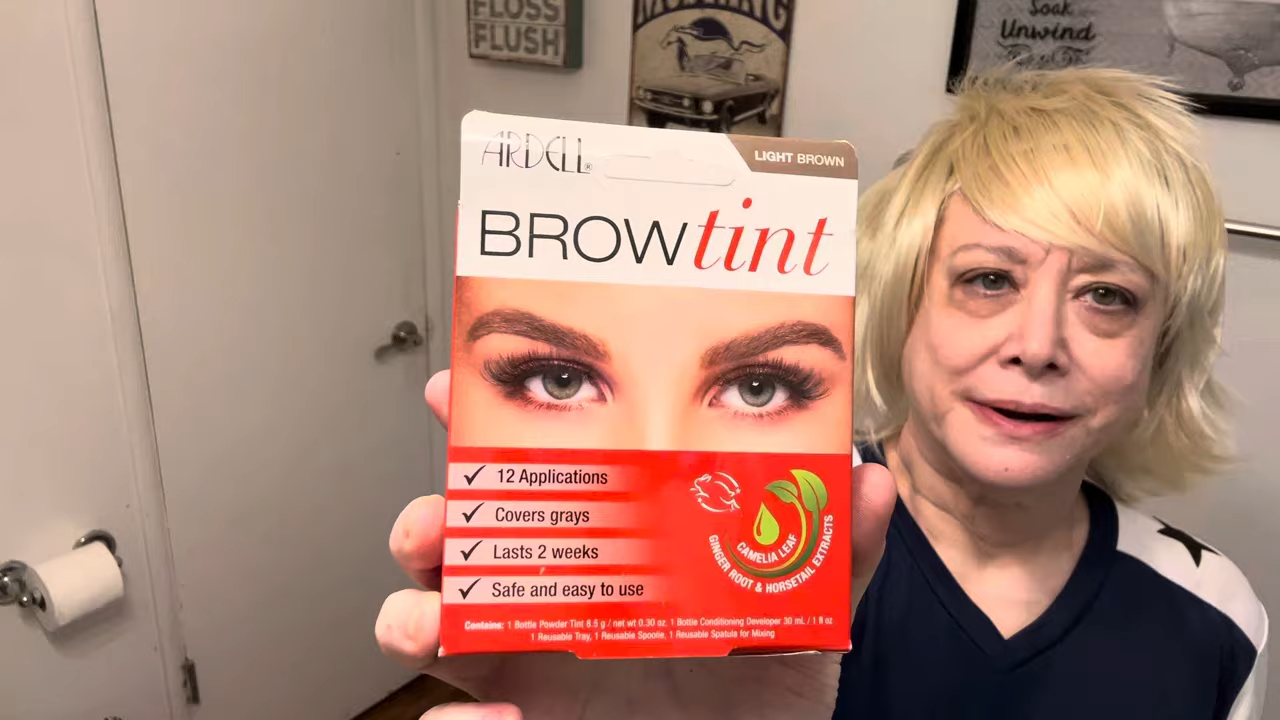 FLOSS
FLUSH
MUSTANG
Soak
Unwind
ARDELL®
LIGHT BROWN
BROWtint
✓ 12 Applications
✓ Covers grays
✓ Lasts 2 weeks
✓ Safe and easy to use
CAMELIA LEAF
GINGER ROOT & HORSETAIL EXTRACTS
Contains: 1 Bottle Powder Tint 8.5 g / net wt 0.30 oz, 1 Bottle Conditioning Developer 30 mL / 1 fl oz
1 Reusable Tray, 1 Reusable Spoolie, 1 Reusable Spatula for Mixing